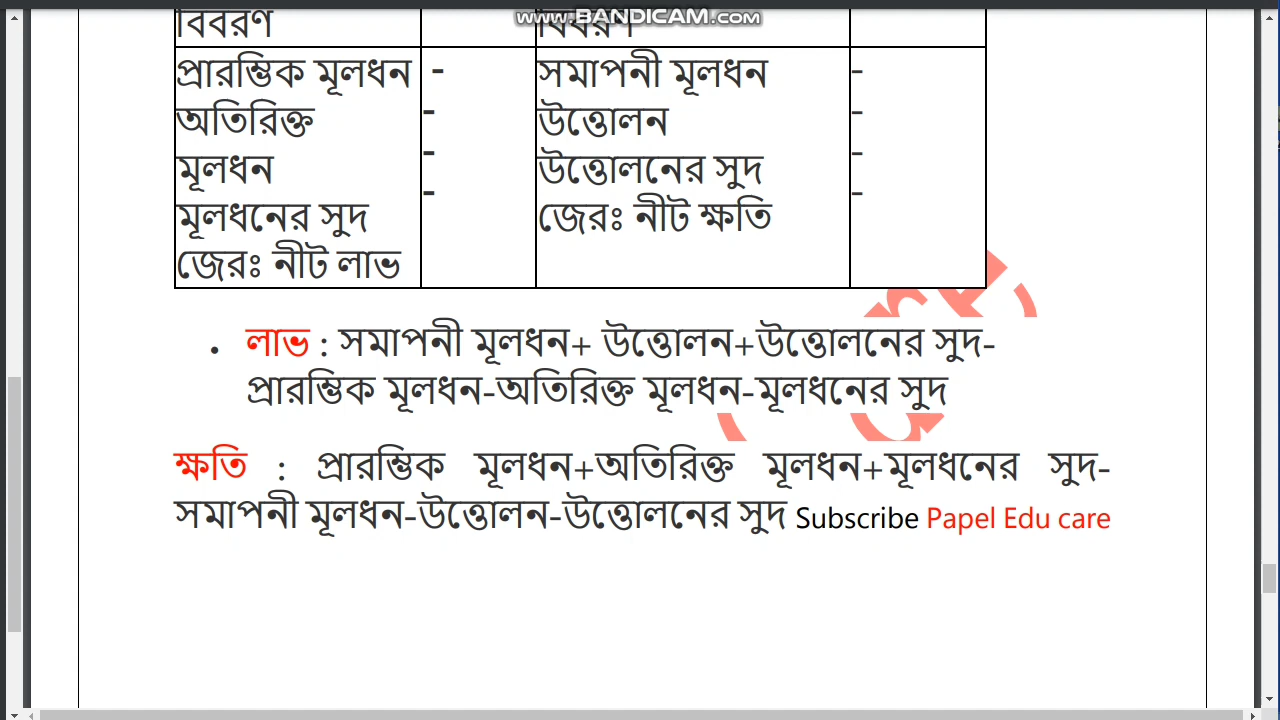 www.BANDICAM.com
বিবরণ বিবরণ
প্রারম্ভিক মূলধন - সমাপনী মূলধন -
অতিরিক্ত - উত্তোলন -
মূলধন - উত্তোলনের সুদ -
মূলধনের সুদ - জেরঃ নীট ক্ষতি -
জেরঃ নীট লাভ
• লাভ : সমাপনী মূলধন+ উত্তোলন+উত্তোলনের সুদ-
প্রারম্ভিক মূলধন-অতিরিক্ত মূলধন-মূলধনের সুদ
ক্ষতি : প্রারম্ভিক মূলধন+অতিরিক্ত মূলধন+মূলধনের সুদ-
সমাপনী মূলধন-উত্তোলন-উত্তোলনের সুদ Subscribe Papel Edu care